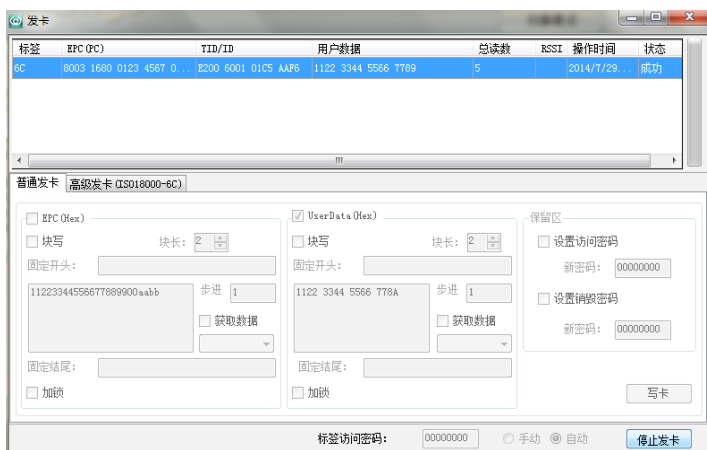 发卡
标签 EPC(PC) TID/ID 用户数据 总读数 RSSI 操作时间 状态
6C 8003 1680 0123 4567 0... E200 6001 01C5 AAF6 1122 3344 5566 7789 5 2014/7/29... 成功
普通发卡 高级发卡(ISO18000-6C)
EPC(Hex) UserData(Hex) 保留区
块写 块长: 2 块写 块长: 2 设置访问密码
固定开头: 固定开头: 新密码: 00000000
11223344556677889900aabb 步进 1 1122 3344 5566 778A 步进 1 设置销毁密码
获取数据 获取数据 新密码: 00000000
固定结尾: 固定结尾:
加锁 加锁 写卡
标签访问密码: 00000000 手动 自动 停止发卡